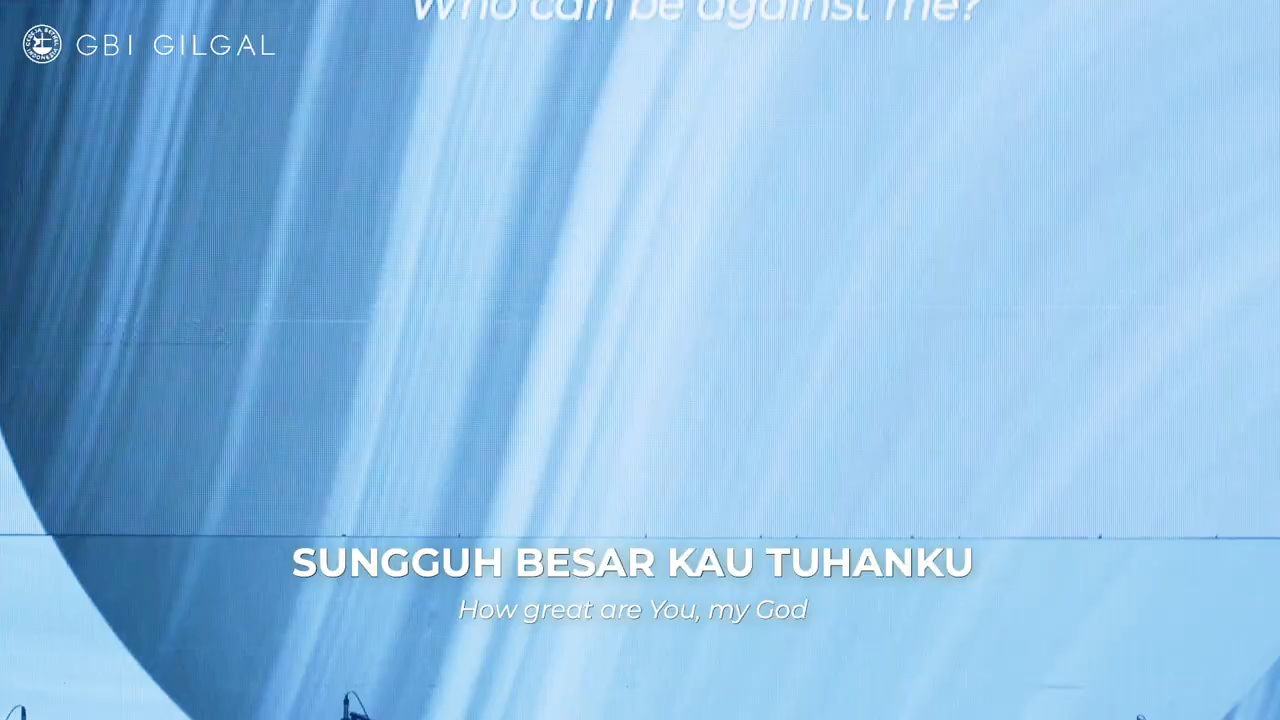 Who can be against me?
GBI GILGAL
SUNGGUH BESAR KAU TUHANKU
How great are You, my God